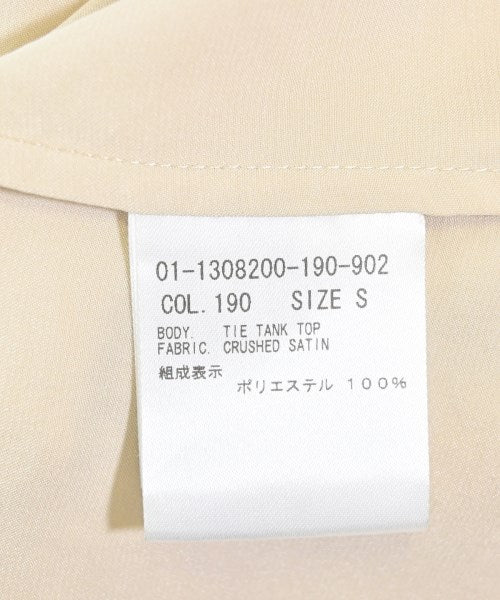 01-1308200-190-902
COL. 190 SIZE S
BODY. TIE TANK TOP
FABRIC. CRUSHED SATIN
組成表示
ポリエステル 100%